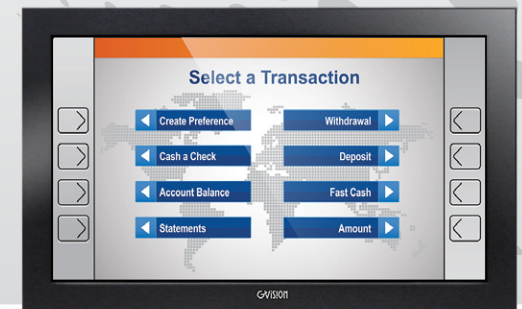 Select a Transaction
Create Preference
Withdrawal
Cash a Check
Deposit
Account Balance
Fast Cash
Statements
Amount
GVISION